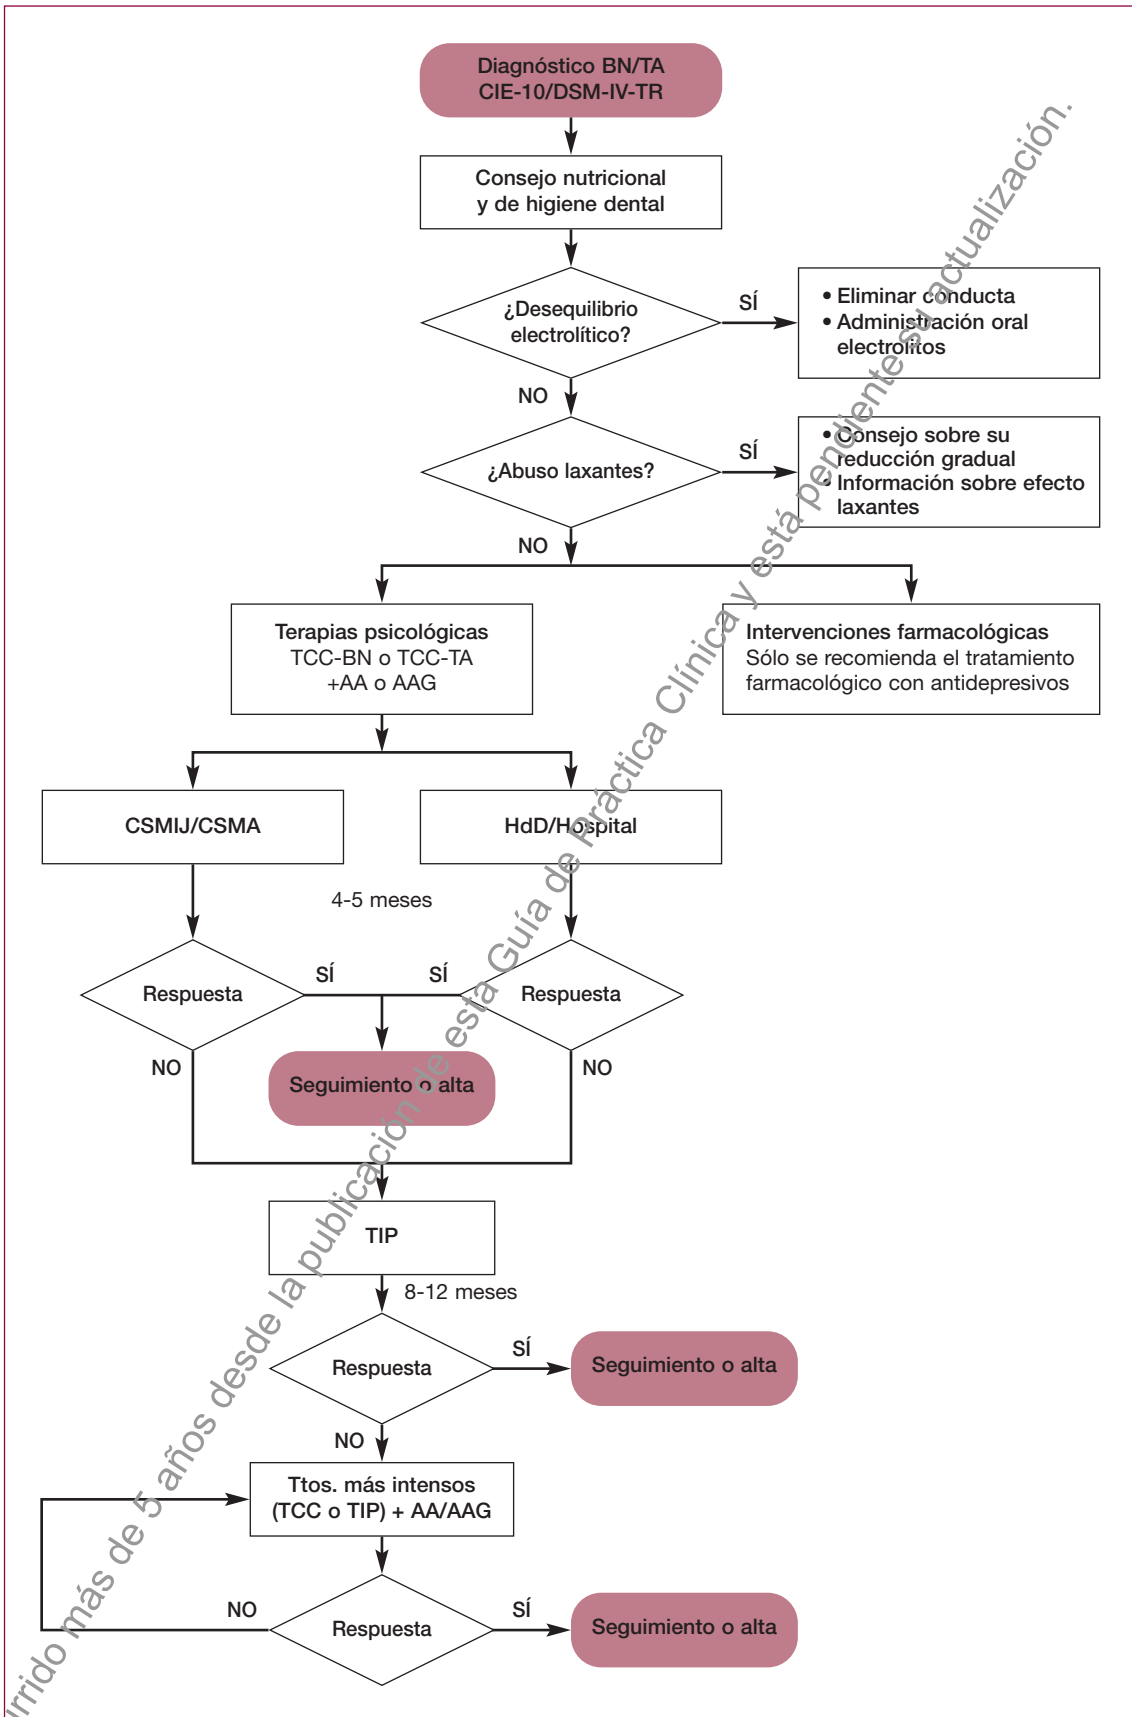 Diagnóstico BN/TA
CIE-10/DSM-IV-TR
Consejo nutricional
y de higiene dental
¿Desequilibrio
electrolítico?
SÍ
• Eliminar conducta
• Administración oral
electrolitos
NO
¿Abuso laxantes?
SÍ
• Consejo sobre su
reducción gradual
• Información sobre efecto
laxantes
NO
Terapias psicológicas
TCC-BN o TCC-TA
+AA o AAG
Intervenciones farmacológicas
Sólo se recomienda el tratamiento
farmacológico con antidepresivos
CSMIJ/CSMA
HdD/Hospital
4-5 meses
Respuesta
SÍ
SÍ
Respuesta
NO
Seguimiento o alta
NO
TIP
8-12 meses
Respuesta
SÍ
Seguimiento o alta
NO
Ttos. más intensos
(TCC o TIP) + AA/AAG
NO
Respuesta
SÍ
Seguimiento o alta
urrido más de 5 años desde la publicación de esta Guía de Práctica Clínica y está pendiente su actualización.